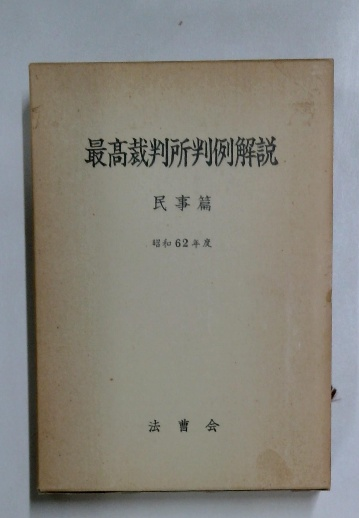 最高裁判所判例解説
民事篇
昭和62年度
法曹会